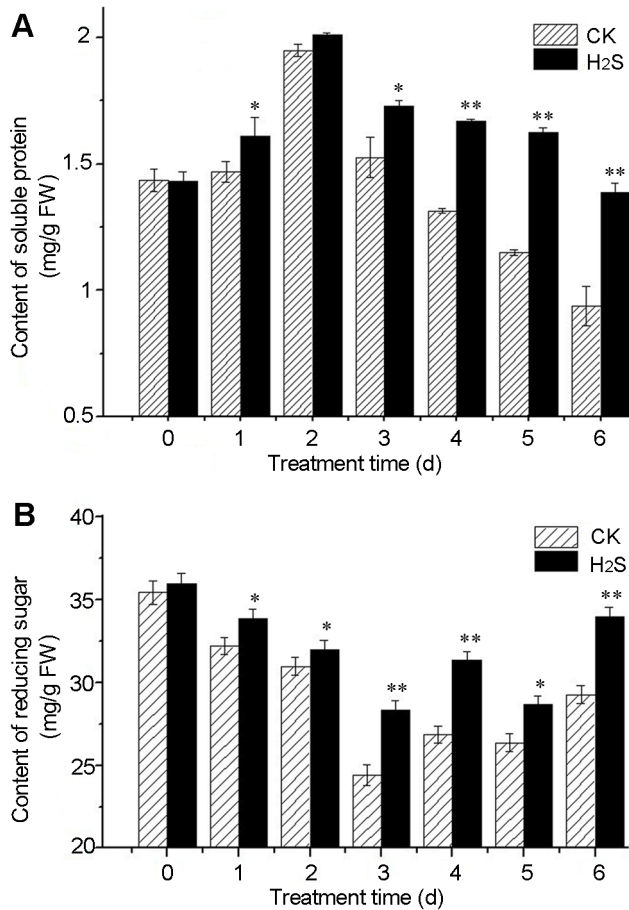 A
2
1.5
1
0.5
Content of soluble protein
(mg/g FW)
CK
H2S
*
*
**
**
**
0 1 2 3 4 5 6
Treatment time (d)
B
40
35
30
25
20
Content of reducing sugar
(mg/g FW)
CK
H2S
*
*
**
**
*
**
0 1 2 3 4 5 6
Treatment time (d)